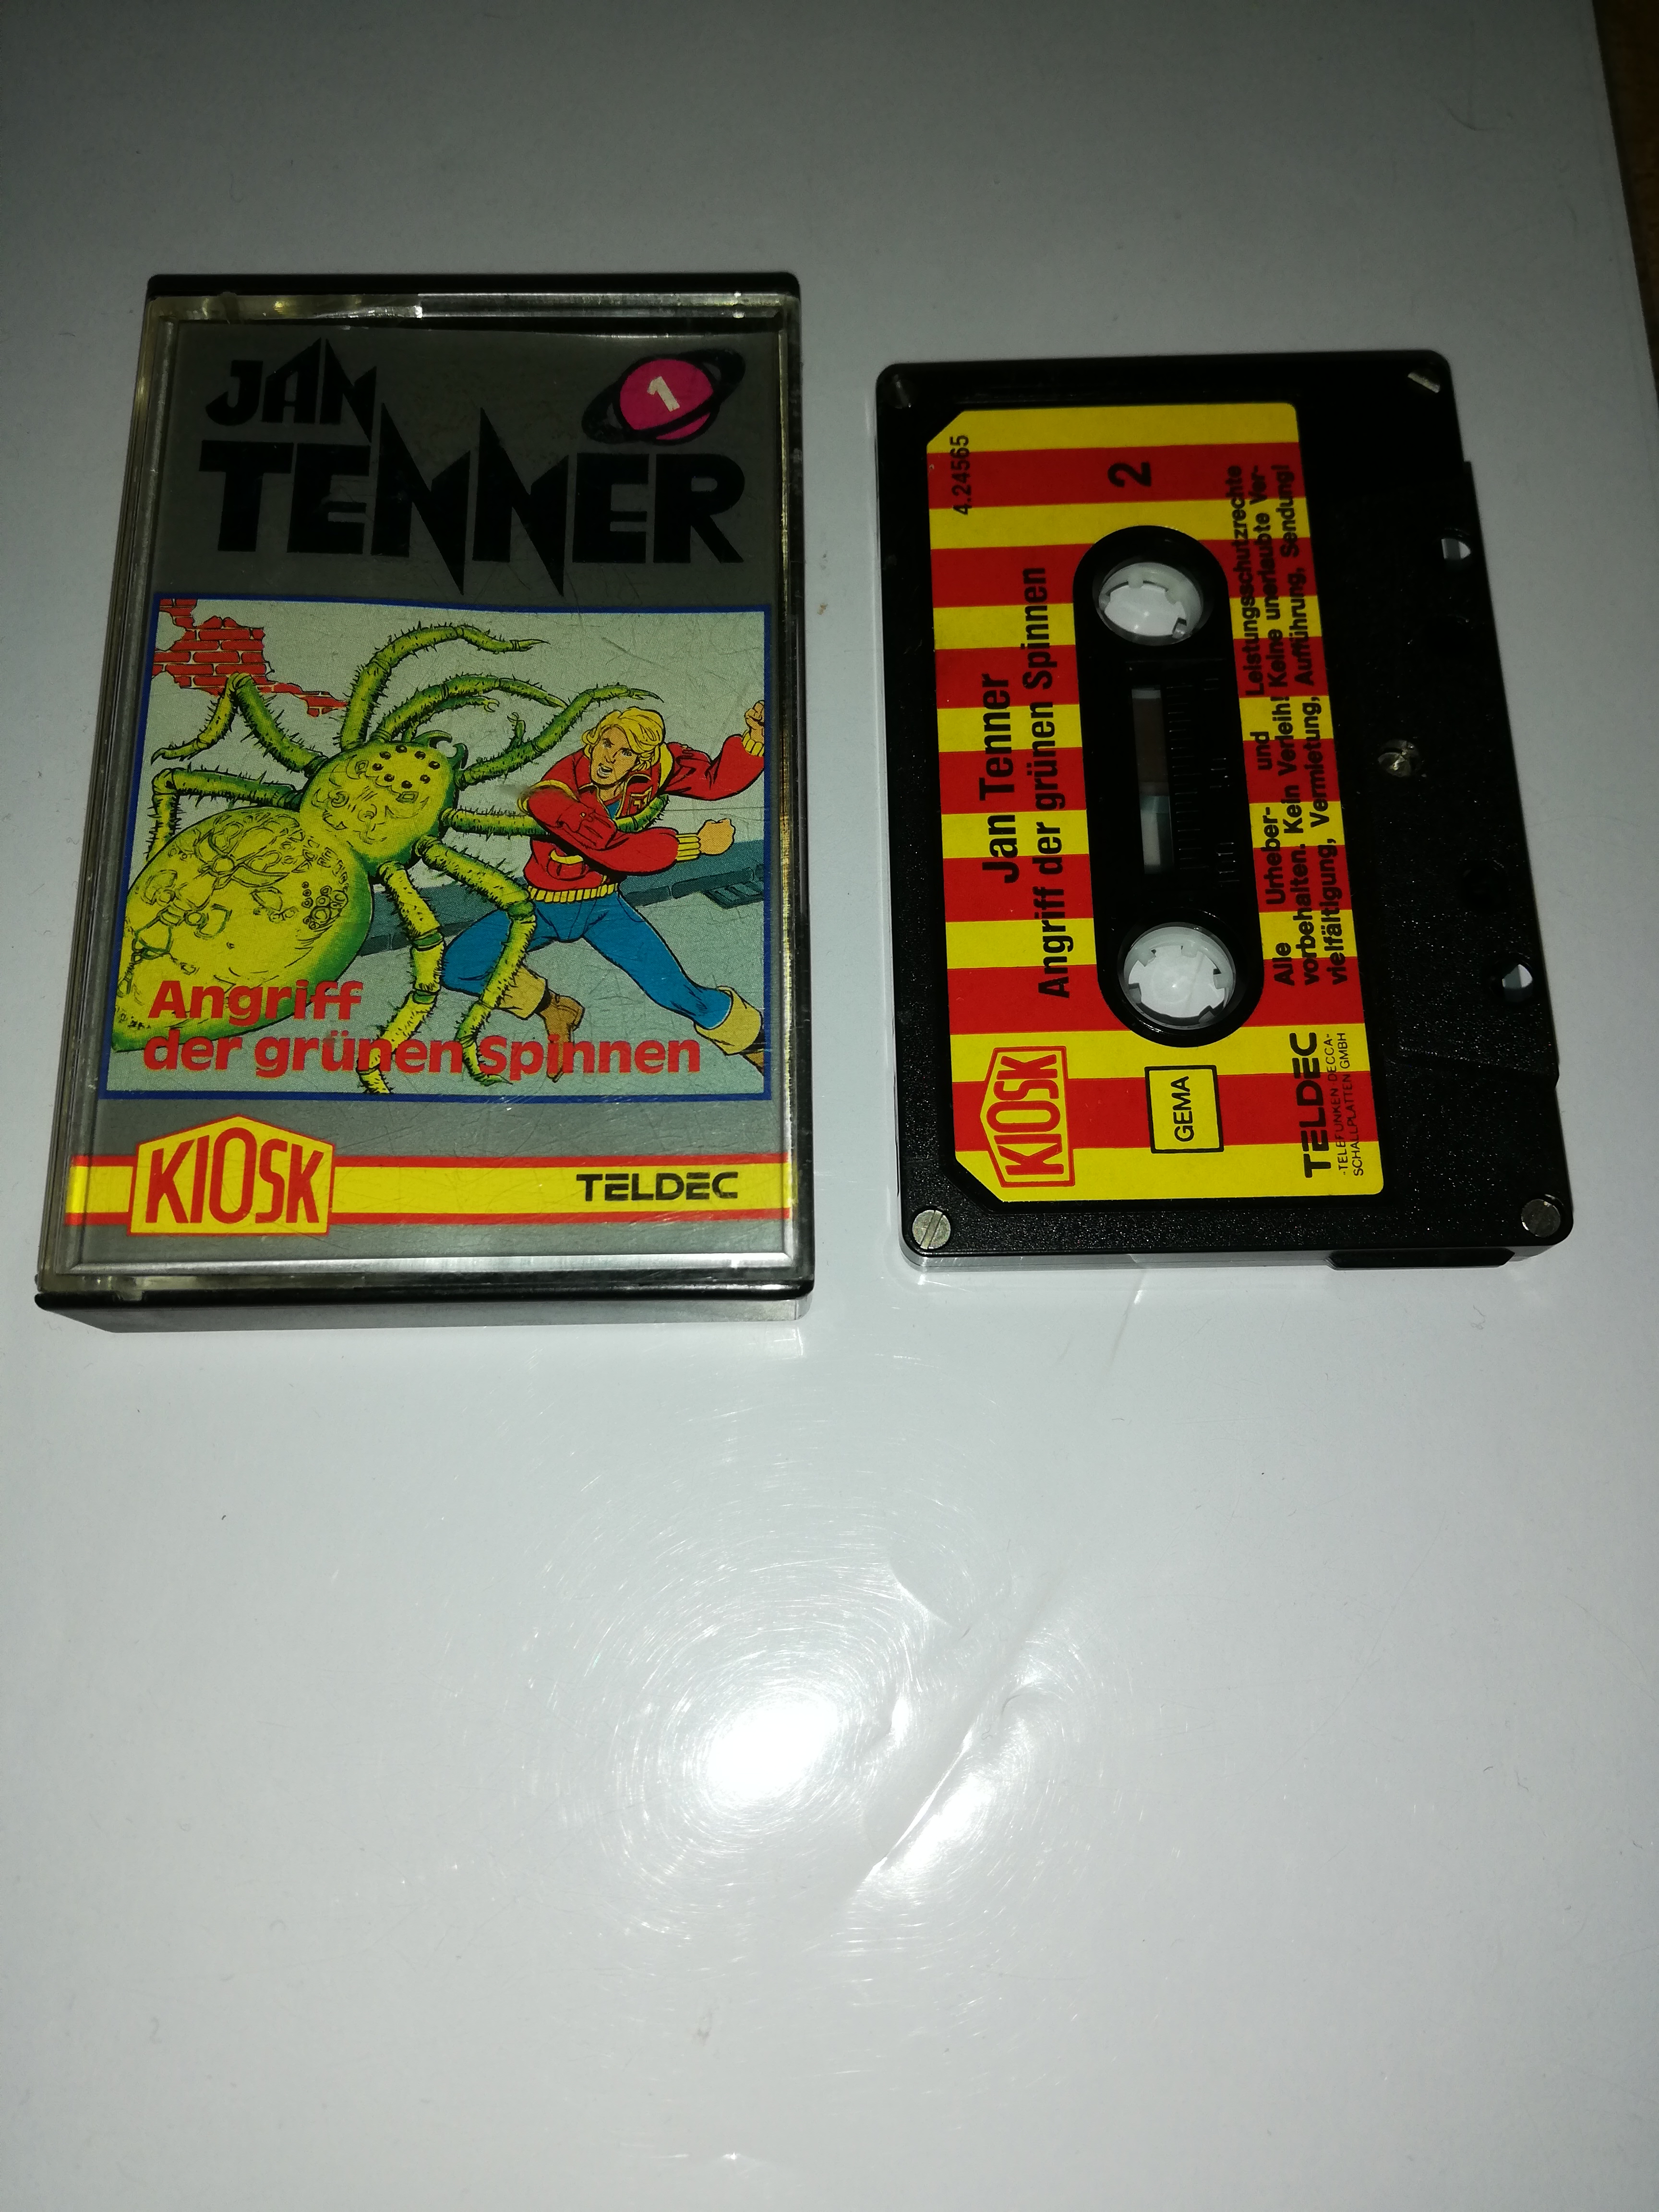 JAN
TENNER
1
Angriff
der grünen Spinnen
KIOSK
TELDEC
4.24565
2
Jan Tenner
Angriff der grünen Spinnen
Alle Urheber- und Leistungsschutzrechte
vorbehalten. Kein Verleih! Keine unerlaubte Ver-
vielfältigung, Vermietung, Aufführung, Sendung!
KIOSK
GEMA
TELDEC
-TELEFUNKEN-DECCA-
SCHALLPLATTEN GMBH